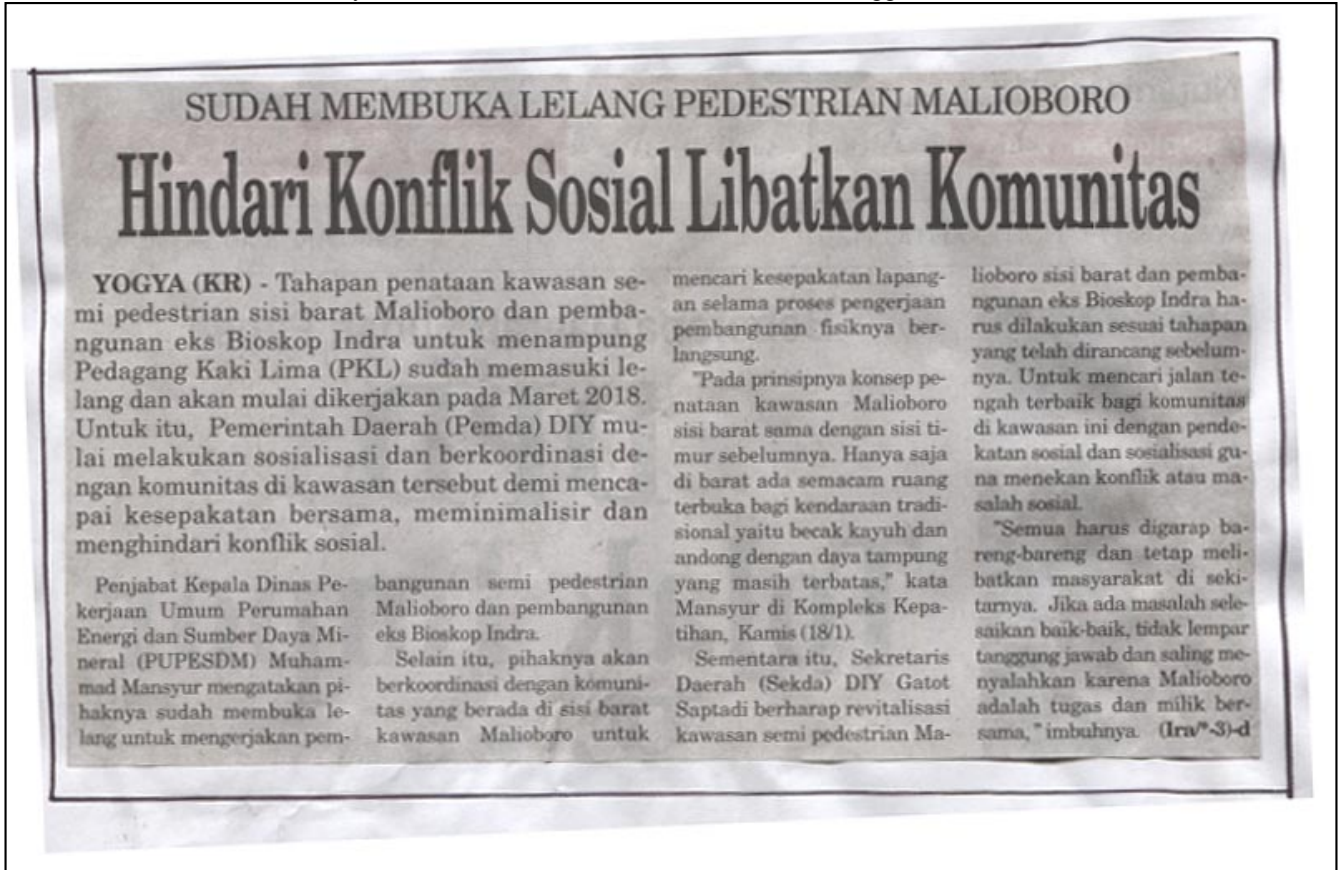 SUDAH MEMBUKA LELANG PEDESTRIAN MALIOBORO
Hindari Konflik Sosial Libatkan Komunitas
YOGYA (KR) - Tahapan penataan kawasan se-
mi pedestrian sisi barat Malioboro dan pemba-
ngunan eks Bioskop Indra untuk menampung
Pedagang Kaki Lima (PKL) sudah memasuki le-
lang dan akan mulai dikerjakan pada Maret 2018.
Untuk itu, Pemerintah Daerah (Pemda) DIY mu-
lai melakukan sosialisasi dan berkoordinasi de-
ngan komunitas di kawasan tersebut demi menca-
pai kesepakatan bersama, meminimalisir dan
menghindari konflik sosial.
Penjabat Kepala Dinas Pe-
kerjaan Umum Perumahan
Energi dan Sumber Daya Mi-
neral (PUPESDM) Muham-
mad Mansyur mengatakan pi-
haknya sudah membuka le-
lang untuk mengerjakan pem-
bangunan semi pedestrian
Malioboro dan pembangunan
eks Bioskop Indra.
Selain itu, pihaknya akan
berkoordinasi dengan komuni-
tas yang berada di sisi barat
kawasan Malioboro untuk
mencari kesepakatan lapang-
an selama proses pengerjaan
pembangunan fisiknya ber-
langsung.
"Pada prinsipnya konsep pe-
nataan kawasan Malioboro
sisi barat sama dengan sisi ti-
mur sebelumnya. Hanya saja
di barat ada semacam ruang
terbuka bagi kendaraan tradi-
sional yaitu becak kayuh dan
andong dengan daya tampung
yang masih terbatas," kata
Mansyur di Kompleks Kepa-
tihan, Kamis (18/1).
Sementara itu, Sekretaris
Daerah (Sekda) DIY Gatot
Saptadi berharap revitalisasi
kawasan semi pedestrian Ma-
lioboro sisi barat dan pemba-
ngunan eks Bioskop Indra ha-
rus dilakukan sesuai tahapan
yang telah dirancang sebelum-
nya. Untuk mencari jalan te-
ngah terbaik bagi komunitas
di kawasan ini dengan pende-
katan sosial dan sosialisasi gu-
na menekan konflik atau ma-
salah sosial.
"Semua harus digarap ba-
reng-bareng dan tetap meli-
batkan masyarakat di seki-
tarnya. Jika ada masalah sele-
saikan baik-baik, tidak lempar
tanggung jawab dan saling me-
nyalahkan karena Malioboro
adalah tugas dan milik ber-
sama," imbuhnya. (Ira/*-3)-d